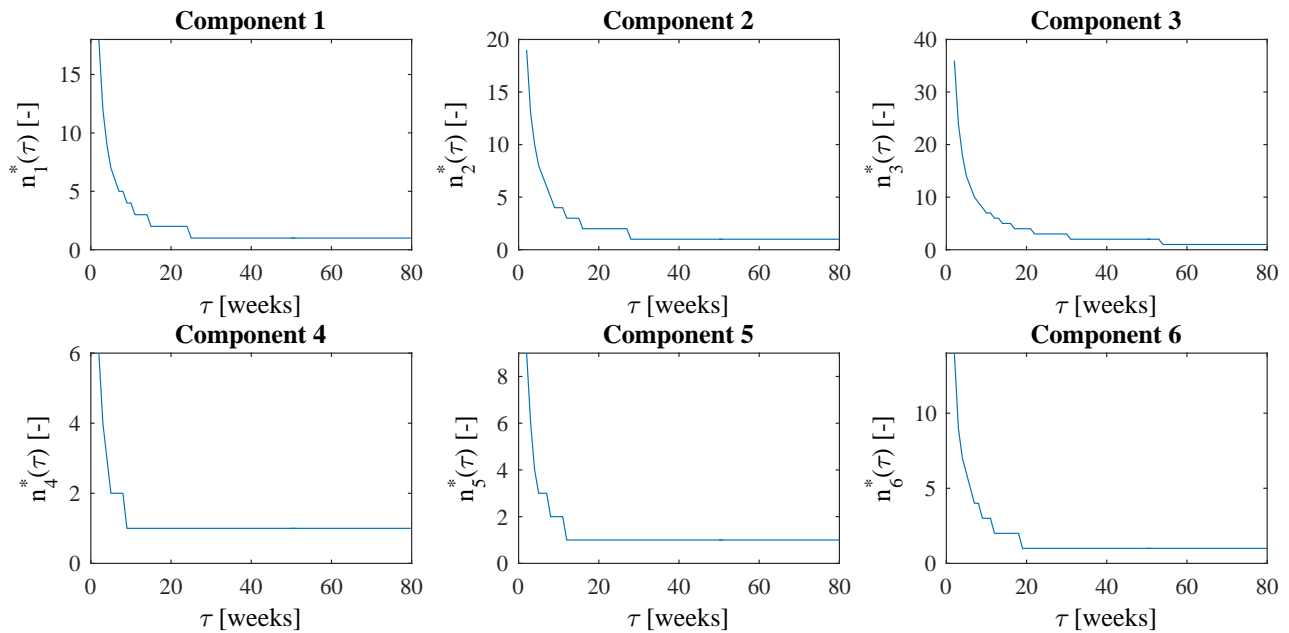 Component 1
n*1(τ) [-]
15
10
5
0
0 20 40 60 80
τ [weeks]
Component 2
n*2(τ) [-]
20
15
10
5
0
0 20 40 60 80
τ [weeks]
Component 3
n*3(τ) [-]
40
30
20
10
0
0 20 40 60 80
τ [weeks]
Component 4
n*4(τ) [-]
6
4
2
0
0 20 40 60 80
τ [weeks]
Component 5
n*5(τ) [-]
8
6
4
2
0
0 20 40 60 80
τ [weeks]
Component 6
n*6(τ) [-]
10
5
0
0 20 40 60 80
τ [weeks]